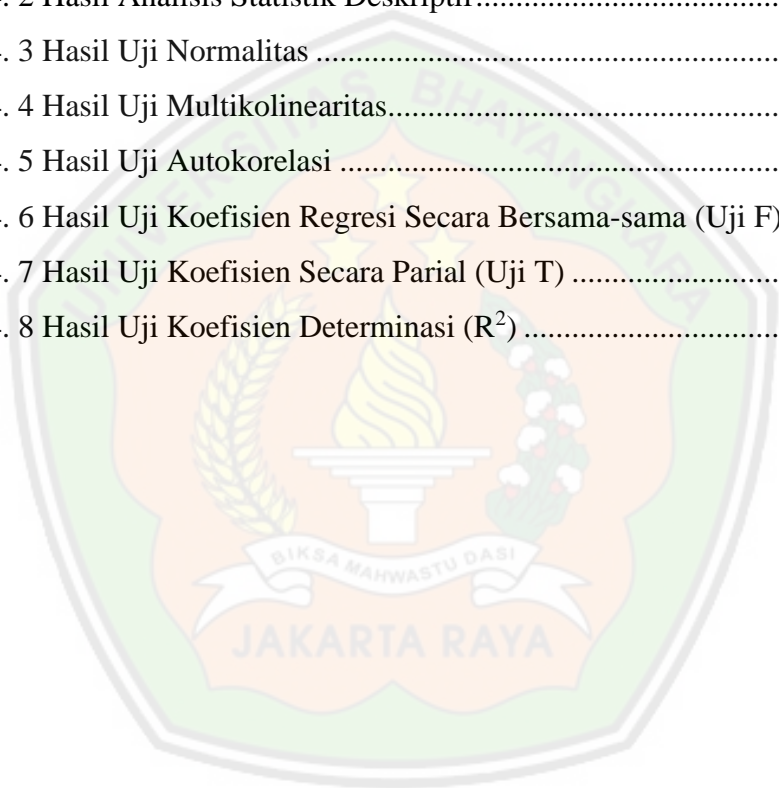 . 2 Hasil Analisis Statistik Deskriptif..........................................
. 3 Hasil Uji Normalitas ..............................................................
. 4 Hasil Uji Multikolinearitas.....................................................
. 5 Hasil Uji Autokorelasi ...........................................................
. 6 Hasil Uji Koefisien Regresi Secara Bersama-sama (Uji F)
. 7 Hasil Uji Koefisien Secara Parial (Uji T) ..............................
. 8 Hasil Uji Koefisien Determinasi (R²) ....................................
UNIVERSITAS BHAYANGKARA
BIKSA MAHWASTU DASI
JAKARTA RAYA